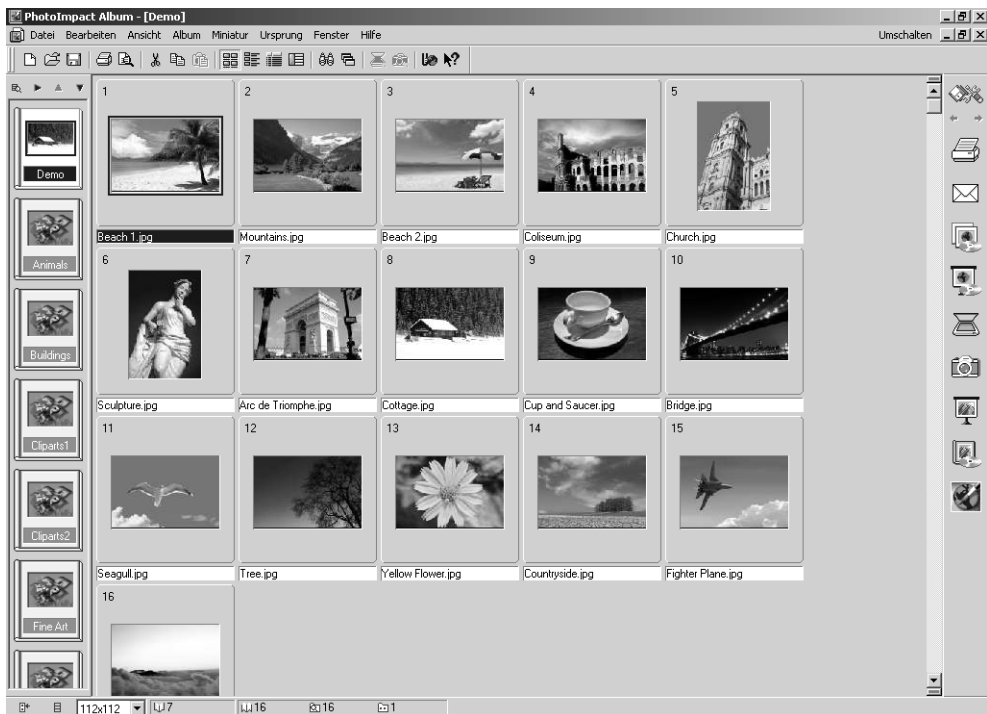 PhotoImpact Album - [Demo]
Datei Bearbeiten Ansicht Album Miniatur Ursprung Fenster Hilfe Umschalten
1 2 3 4 5
Demo
Beach 1.jpg Mountains.jpg Beach 2.jpg Coliseum.jpg Church.jpg
Animals
6 7 8 9 10
Buildings
Sculpture.jpg Arc de Triomphe.jpg Cottage.jpg Cup and Saucer.jpg Bridge.jpg
11 12 13 14 15
Cliparts1
Cliparts2
Seagull.jpg Tree.jpg Yellow Flower.jpg Countryside.jpg Fighter Plane.jpg
16
Fine Art
112x112 7 16 16 1